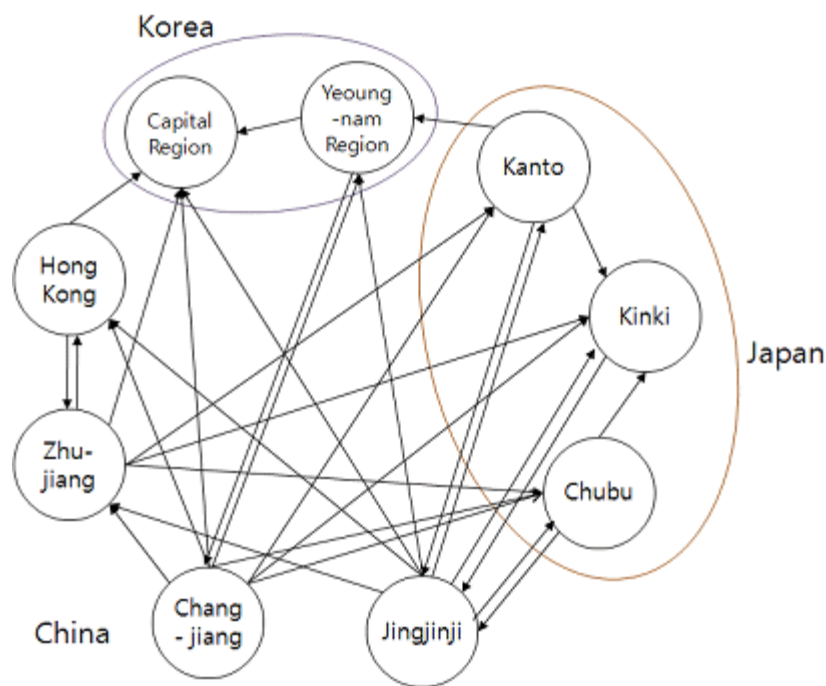 Korea
Capital
Region
Yeoung
-nam
Region
Kanto
Hong
Kong
Kinki
Japan
Zhu-
jiang
Chubu
Chang
- jiang
Jingjinji
China